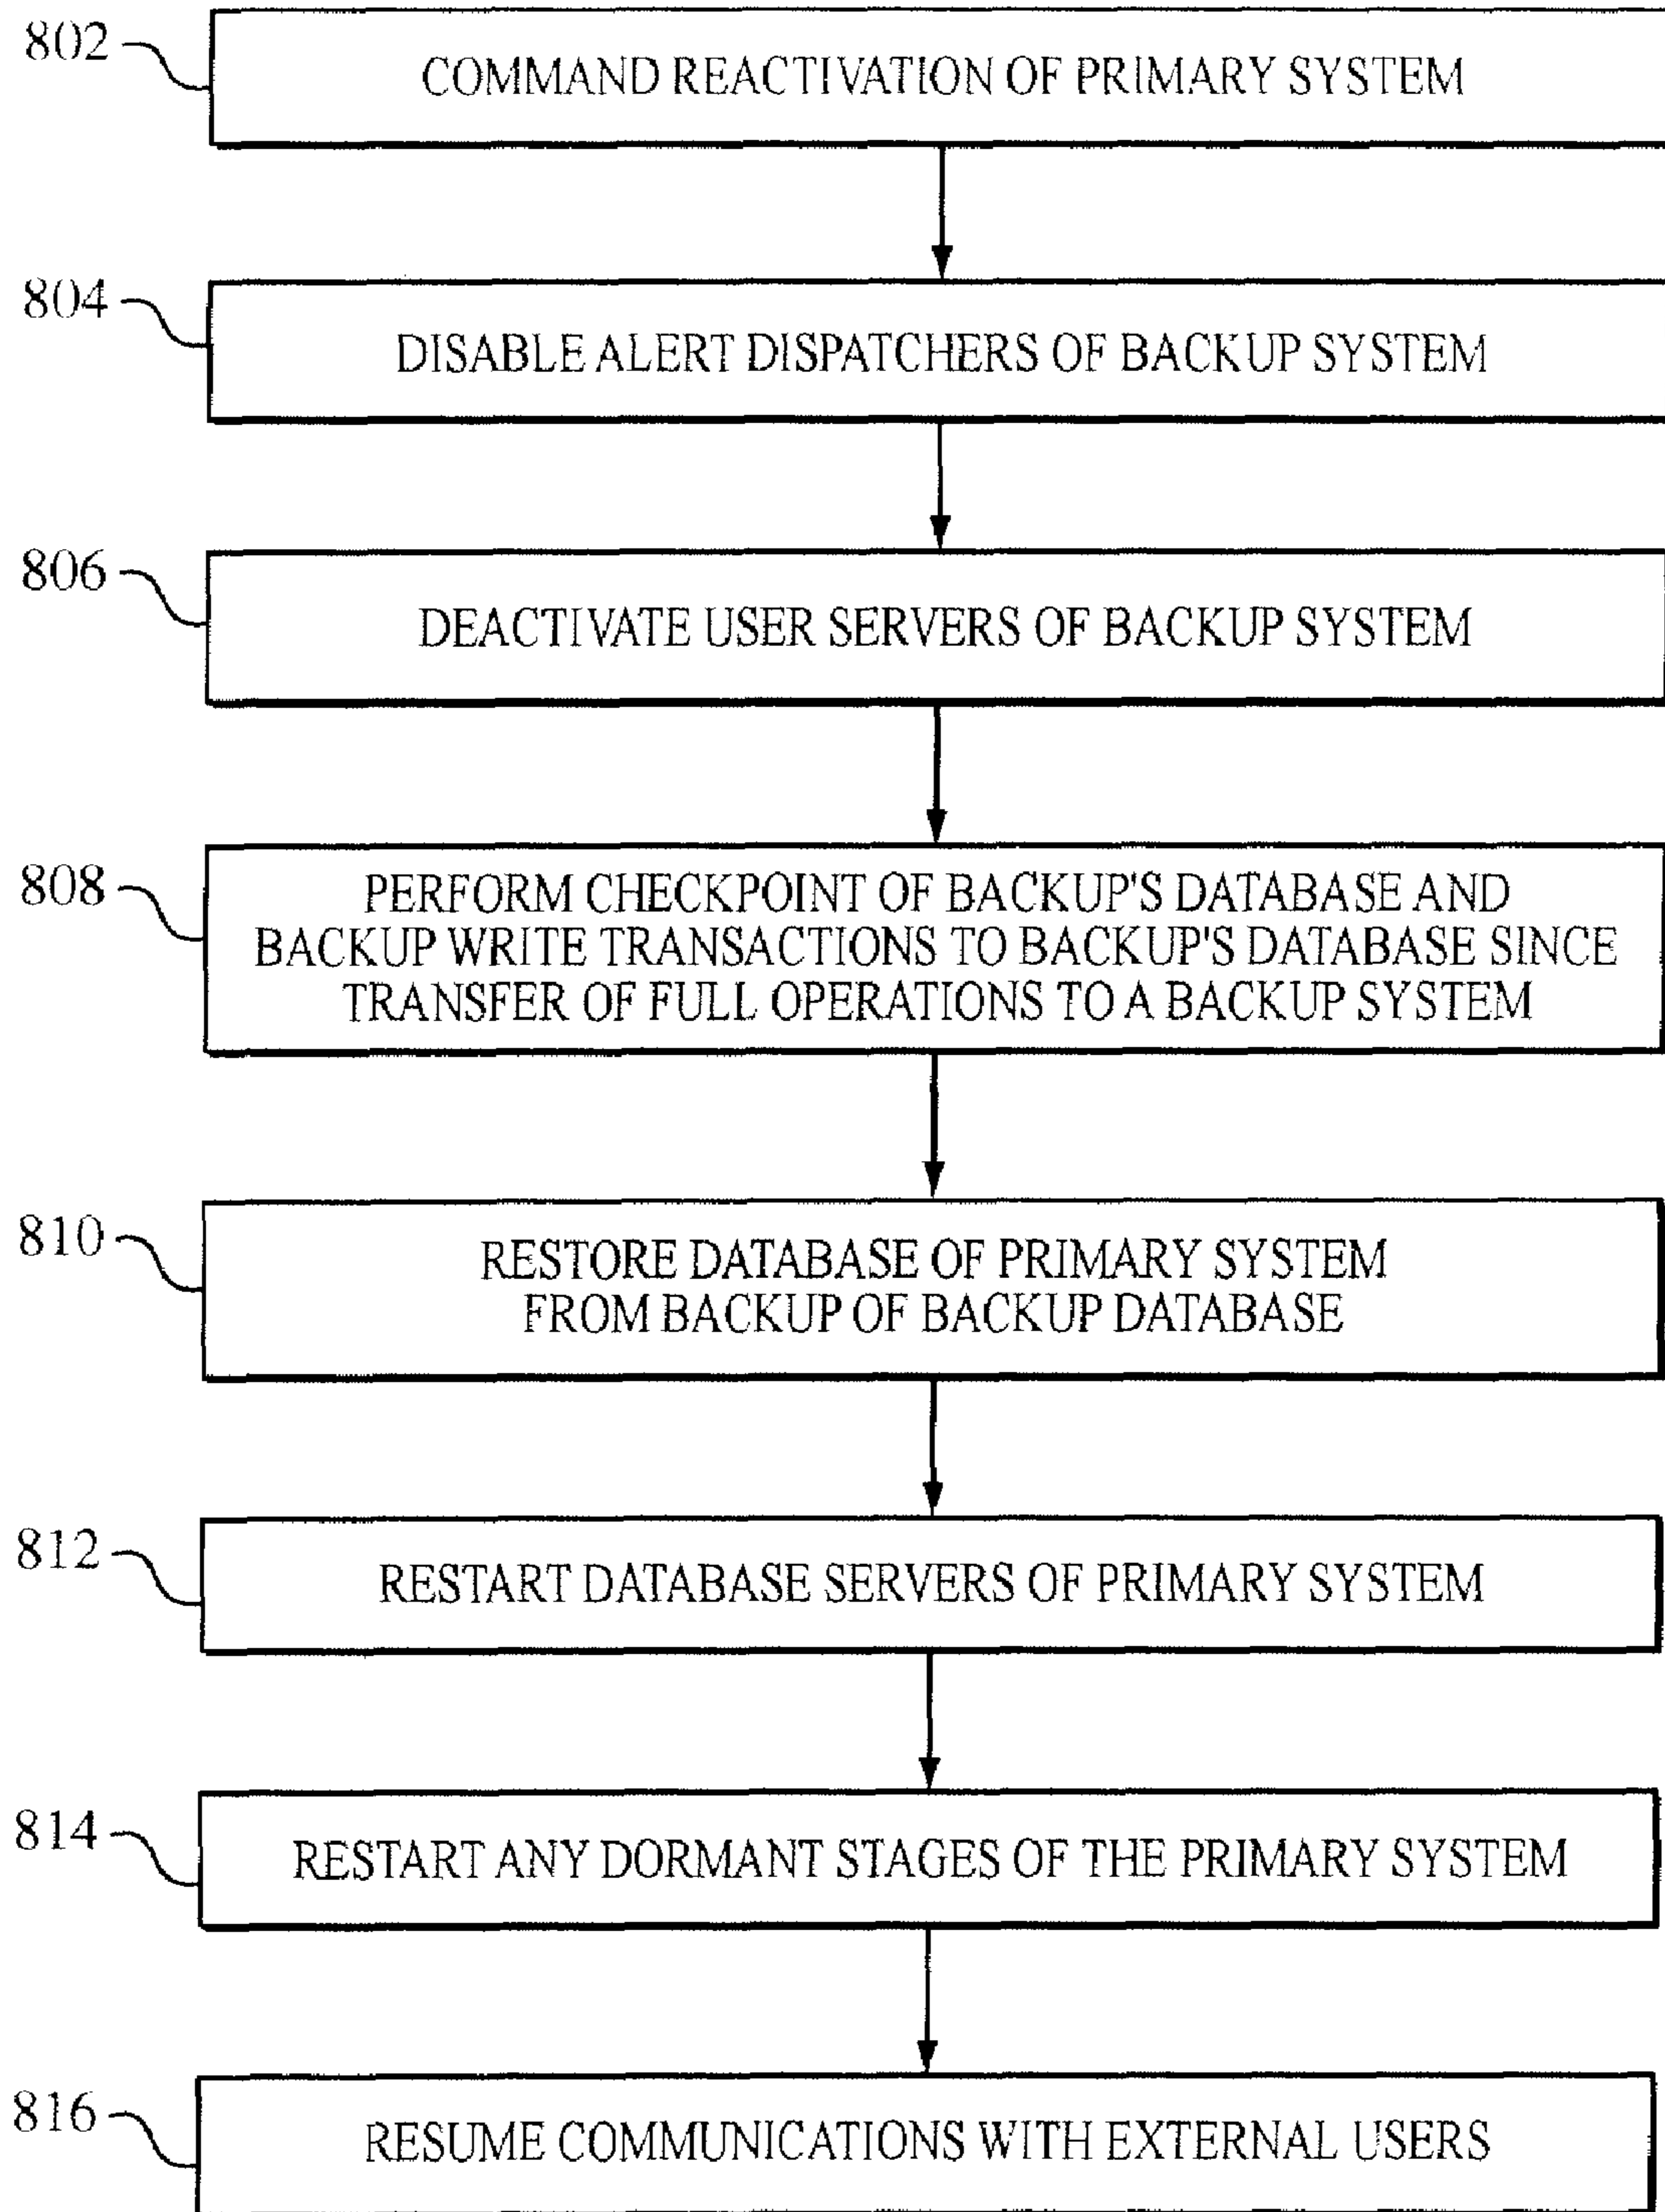 802
COMMAND REACTIVATION OF PRIMARY SYSTEM
804
DISABLE ALERT DISPATCHERS OF BACKUP SYSTEM
806
DEACTIVATE USER SERVERS OF BACKUP SYSTEM
808
PERFORM CHECKPOINT OF BACKUP'S DATABASE AND
BACKUP WRITE TRANSACTIONS TO BACKUP'S DATABASE SINCE
TRANSFER OF FULL OPERATIONS TO A BACKUP SYSTEM
810
RESTORE DATABASE OF PRIMARY SYSTEM
FROM BACKUP OF BACKUP DATABASE
812
RESTART DATABASE SERVERS OF PRIMARY SYSTEM
814
RESTART ANY DORMANT STAGES OF THE PRIMARY SYSTEM
816
RESUME COMMUNICATIONS WITH EXTERNAL USERS